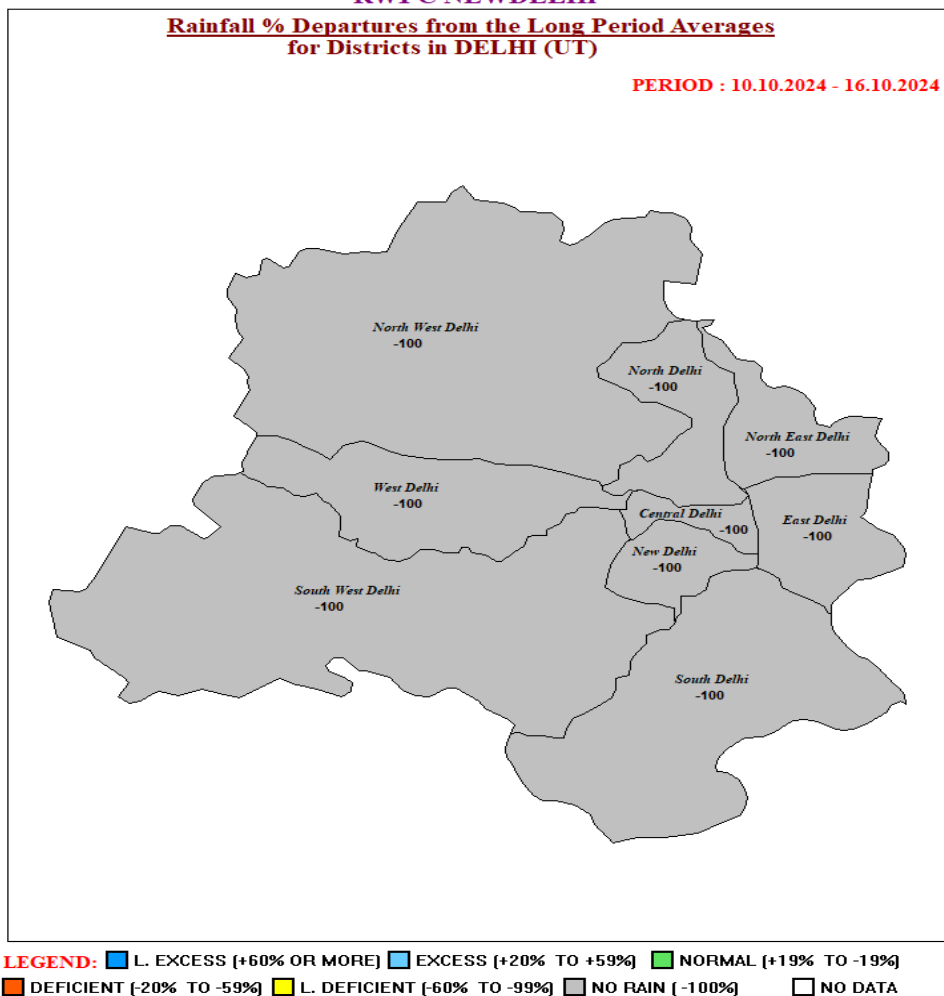 RWFC NEWDELHI
Rainfall % Departures from the Long Period Averages
for Districts in DELHI (UT)
PERIOD : 10.10.2024 - 16.10.2024
North West Delhi
-100
North Delhi
-100
North East Delhi
-100
West Delhi
-100
Central Delhi
-100
East Delhi
-100
New Delhi
-100
South West Delhi
-100
South Delhi
-100
LEGEND: L. EXCESS (+60% OR MORE) EXCESS (+20% TO +59%) NORMAL (+19% TO -19%)
DEFICIENT (-20% TO -59%) L. DEFICIENT (-60% TO -99%) NO RAIN (-100%) NO DATA